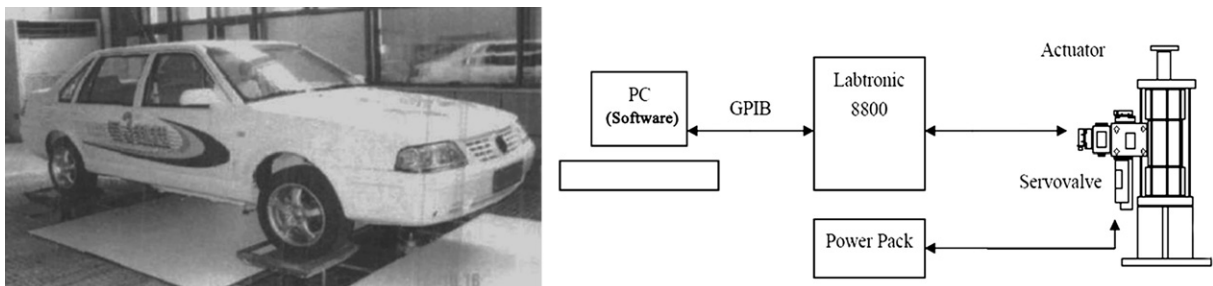 Actuator
PC
(Software)
GPIB
Labtronic
8800
Servovalve
Power Pack